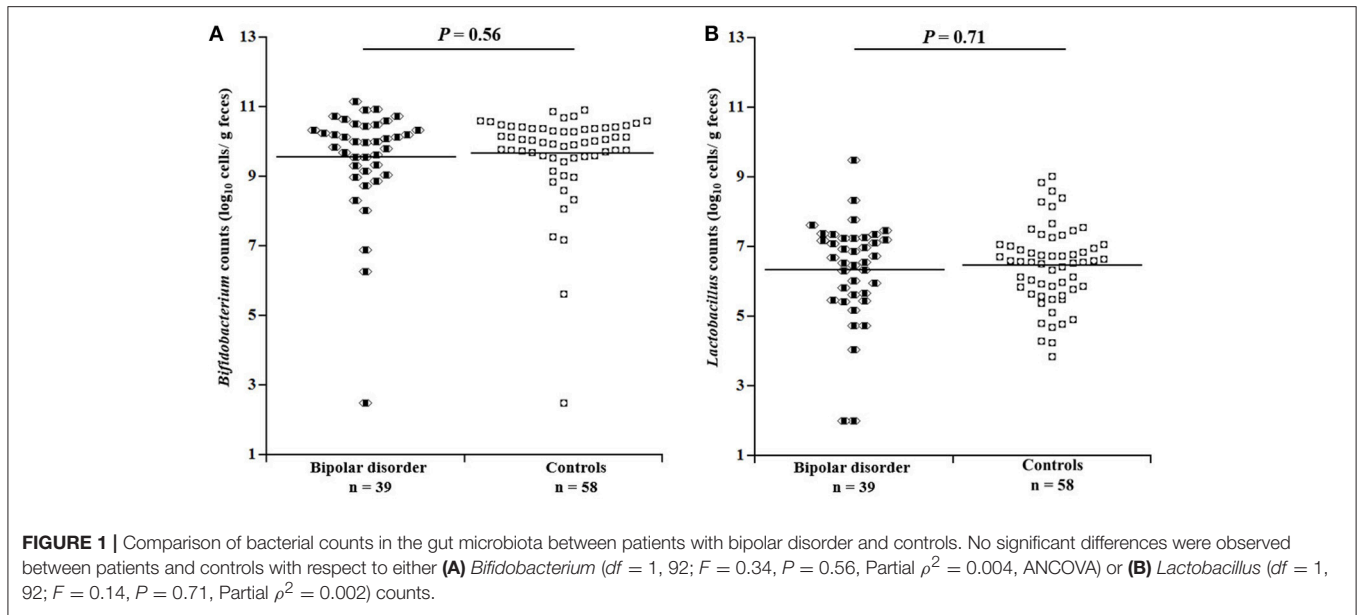 A
P = 0.56
13
11
9
7
5
3
1
Bifidobacterium counts (log₁₀ cells/ g feces)
Bipolar disorder
n = 39
Controls
n = 58
B
P = 0.71
13
11
9
7
5
3
1
Lactobacillus counts (log₁₀ cells/ g feces)
Bipolar disorder
n = 39
Controls
n = 58
FIGURE 1 | Comparison of bacterial counts in the gut microbiota between patients with bipolar disorder and controls. No significant differences were observed
between patients and controls with respect to either (A) Bifidobacterium (df = 1, 92; F = 0.34, P = 0.56, Partial ρ² = 0.004, ANCOVA) or (B) Lactobacillus (df = 1,
92; F = 0.14, P = 0.71, Partial ρ² = 0.002) counts.